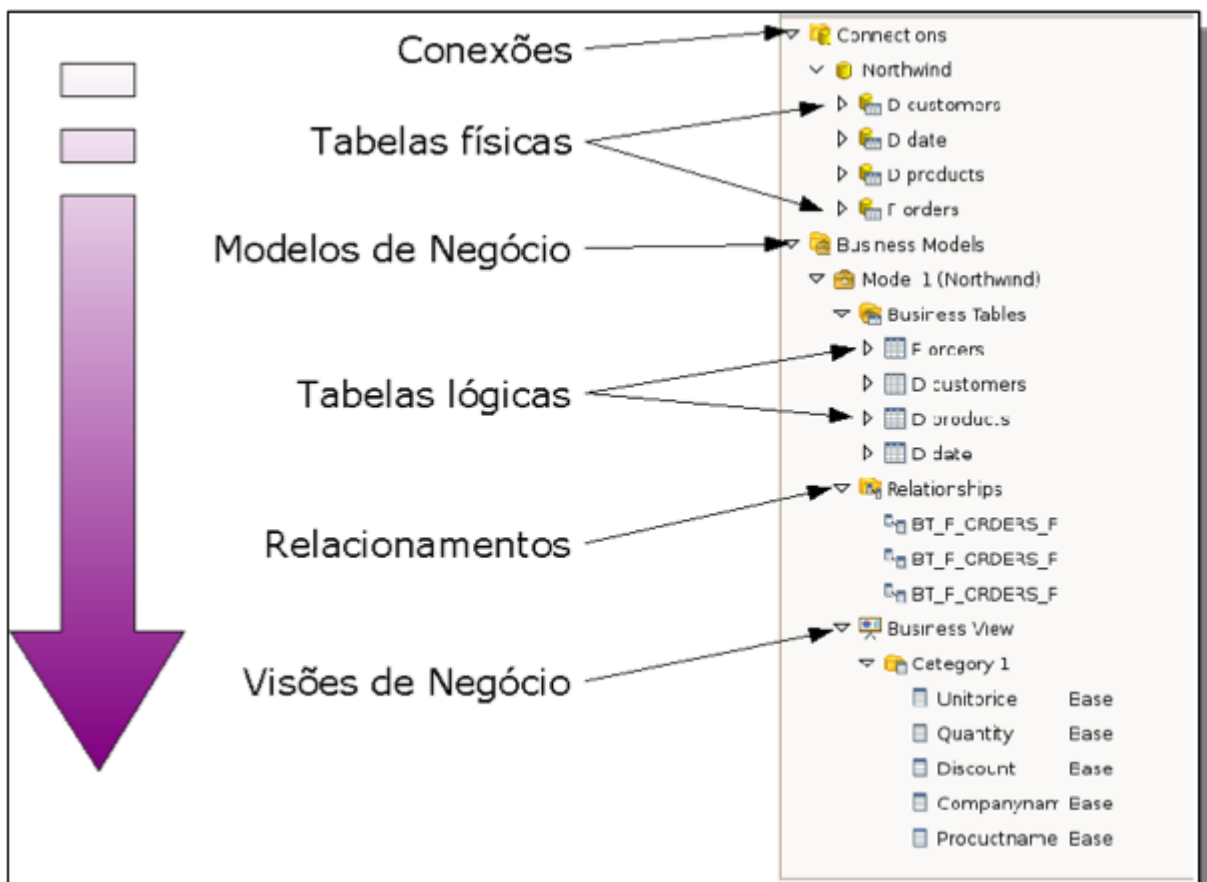 Conexões
Tabelas físicas
Modelos de Negócio
Tabelas lógicas
Relacionamentos
Visões de Negócio
Connections
Northwind
D customers
D date
D products
F orders
Business Models
Model 1 (Northwind)
Business Tables
F orders
D customers
D products
D date
Relationships
BT_F_ORDERS_F
BT_F_ORDERS_F
BT_F_ORDERS_F
Business View
Category 1
Unitprice Base
Quantity Base
Discount Base
Companynam Base
Productname Base